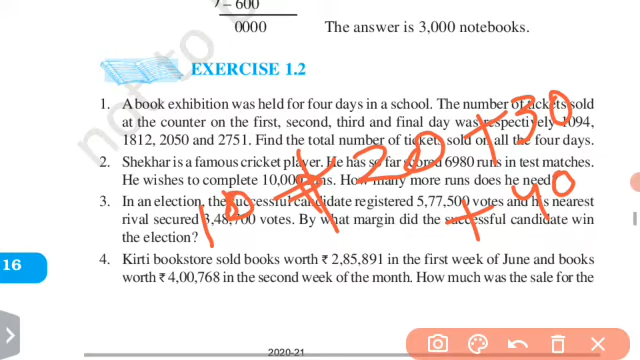 – 600
0000 The answer is 3,000 notebooks.
EXERCISE 1.2
1. A book exhibition was held for four days in a school. The number of tickets sold
at the counter on the first, second, third and final day was respectively 1094,
1812, 2050 and 2751. Find the total number of tickets sold on all the four days.
2. Shekhar is a famous cricket player. He has so far scored 6980 runs in test matches.
He wishes to complete 10,000 runs. How many more runs does he need?
3. In an election, the successful candidate registered 5,77,500 votes and his nearest
rival secured 3,48,700 votes. By what margin did the successful candidate win
the election?
4. Kirti bookstore sold books worth ₹ 2,85,891 in the first week of June and books
worth ₹ 4,00,768 in the second week of the month. How much was the sale for the
10 + 20 + 30
+ 40
16
2020-21
not to